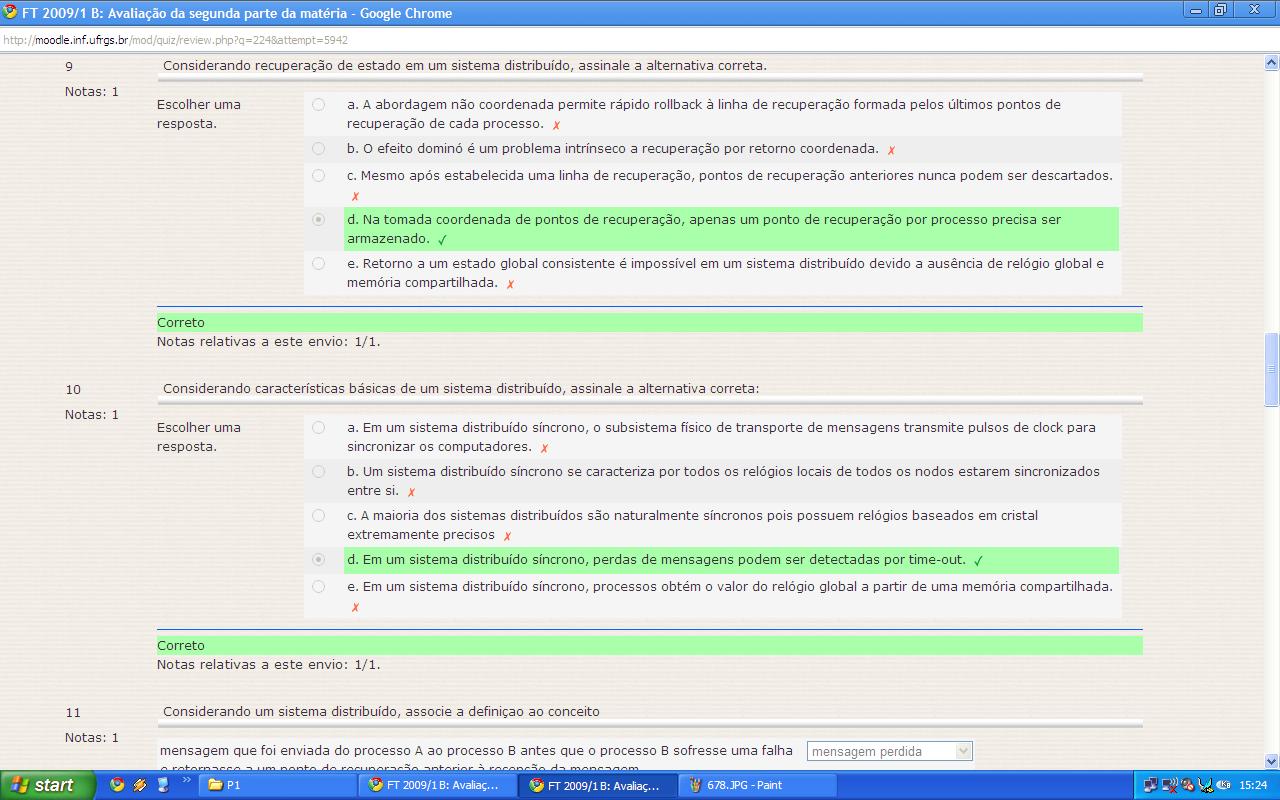 FT 2009/1 B: Avaliação da segunda parte da matéria - Google Chrome
http://moodle.inf.ufrgs.br/mod/quiz/review.php?q=224&attempt=5942
9
Considerando recuperação de estado em um sistema distribuído, assinale a alternativa correta.
Notas: 1
Escolher uma
resposta.
a. A abordagem não coordenada permite rápido rollback à linha de recuperação formada pelos últimos pontos de
recuperação de cada processo. ✗
b. O efeito dominó é um problema intrínseco a recuperação por retorno coordenada. ✗
c. Mesmo após estabelecida uma linha de recuperação, pontos de recuperação anteriores nunca podem ser descartados.
✗
d. Na tomada coordenada de pontos de recuperação, apenas um ponto de recuperação por processo precisa ser
armazenado. ✓
e. Retorno a um estado global consistente é impossível em um sistema distribuído devido a ausência de relógio global e
memória compartilhada. ✗
Correto
Notas relativas a este envio: 1/1.
10
Considerando características básicas de um sistema distribuído, assinale a alternativa correta:
Notas: 1
Escolher uma
resposta.
a. Em um sistema distribuído síncrono, o subsistema físico de transporte de mensagens transmite pulsos de clock para
sincronizar os computadores. ✗
b. Um sistema distribuído síncrono se caracteriza por todos os relógios locais de todos os nodos estarem sincronizados
entre si. ✗
c. A maioria dos sistemas distribuídos são naturalmente síncronos pois possuem relógios baseados em cristal
extremamente precisos ✗
d. Em um sistema distribuído síncrono, perdas de mensagens podem ser detectadas por time-out. ✓
e. Em um sistema distribuído síncrono, processos obtém o valor do relógio global a partir de uma memória compartilhada.
✗
Correto
Notas relativas a este envio: 1/1.
11
Considerando um sistema distribuído, associe a definiçao ao conceito
Notas: 1
mensagem que foi enviada do processo A ao processo B antes que o processo B sofresse uma falha
mensagem perdida
e retornasse a um ponto de recuperação anterior à recepção da mensagem
start
P1
FT 2009/1 B: Avaliaç...
FT 2009/1 B: Avaliaç...
678.JPG - Paint
15:24